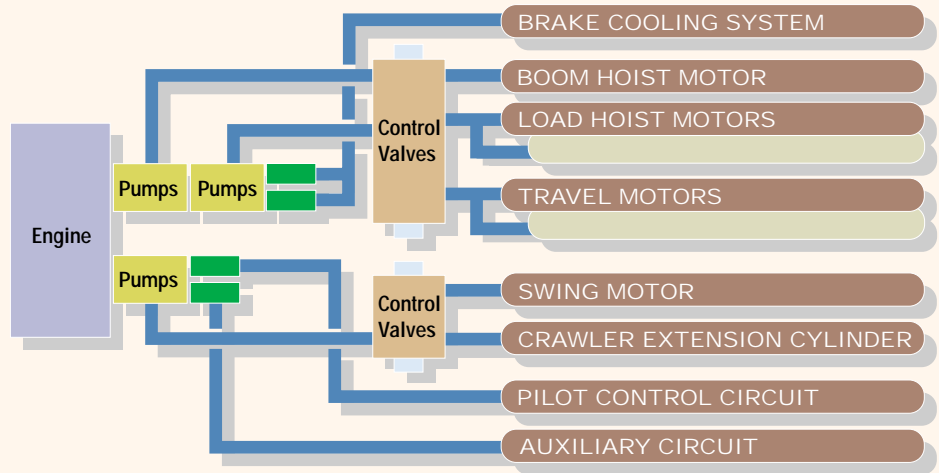 BRAKE COOLING SYSTEM
BOOM HOIST MOTOR
LOAD HOIST MOTORS
Control
Valves
Pumps
Pumps
TRAVEL MOTORS
Engine
Pumps
Control
Valves
SWING MOTOR
CRAWLER EXTENSION CYLINDER
PILOT CONTROL CIRCUIT
AUXILIARY CIRCUIT